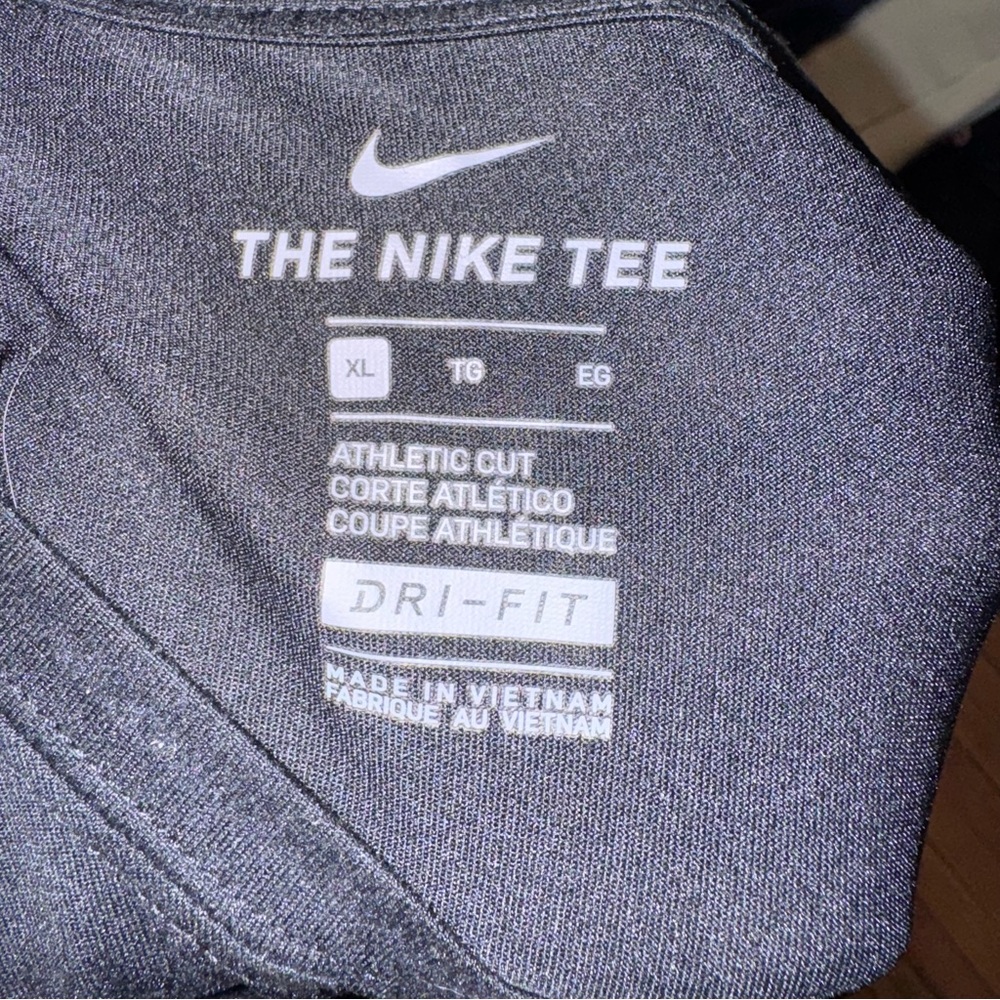 THE NIKE TEE
XL TG EG
ATHLETIC CUT
CORTE ATLÉTICO
COUPE ATHLÉTIQUE
DRI-FIT
MADE IN VIETNAM
FABRIQUE AU VIETNAM